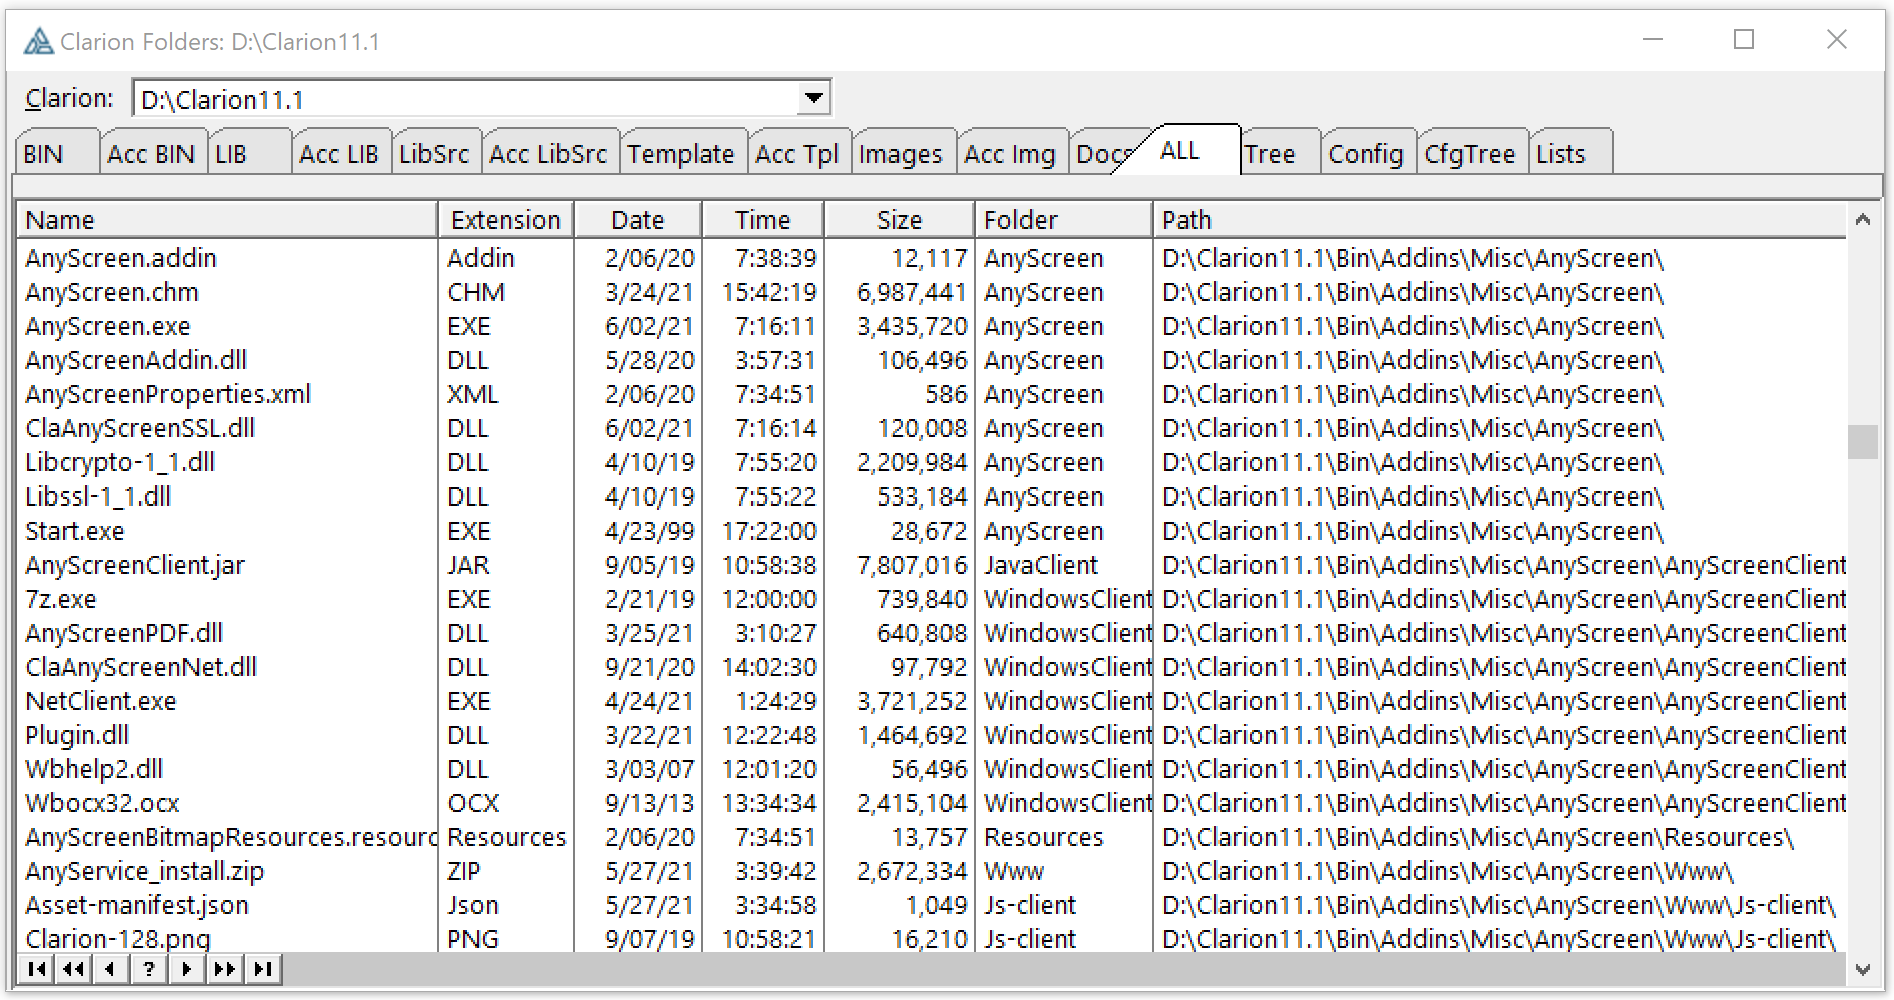 Clarion Folders: D:\Clarion11.1
Clarion: D:\Clarion11.1
BIN Acc BIN LIB Acc LIB LibSrc Acc LibSrc Template Acc Tpl Images Acc Img Docs ALL Tree Config CfgTree Lists
Name Extension Date Time Size Folder Path
AnyScreen.addin Addin 2/06/20 7:38:39 12,117 AnyScreen D:\Clarion11.1\Bin\Addins\Misc\AnyScreen\
AnyScreen.chm CHM 3/24/21 15:42:19 6,987,441 AnyScreen D:\Clarion11.1\Bin\Addins\Misc\AnyScreen\
AnyScreen.exe EXE 6/02/21 7:16:11 3,435,720 AnyScreen D:\Clarion11.1\Bin\Addins\Misc\AnyScreen\
AnyScreenAddin.dll DLL 5/28/20 3:57:31 106,496 AnyScreen D:\Clarion11.1\Bin\Addins\Misc\AnyScreen\
AnyScreenProperties.xml XML 2/06/20 7:34:51 586 AnyScreen D:\Clarion11.1\Bin\Addins\Misc\AnyScreen\
ClaAnyScreenSSL.dll DLL 6/02/21 7:16:14 120,008 AnyScreen D:\Clarion11.1\Bin\Addins\Misc\AnyScreen\
Libcrypto-1_1.dll DLL 4/10/19 7:55:20 2,209,984 AnyScreen D:\Clarion11.1\Bin\Addins\Misc\AnyScreen\
Libssl-1_1.dll DLL 4/10/19 7:55:22 533,184 AnyScreen D:\Clarion11.1\Bin\Addins\Misc\AnyScreen\
Start.exe EXE 4/23/99 17:22:00 28,672 AnyScreen D:\Clarion11.1\Bin\Addins\Misc\AnyScreen\
AnyScreenClient.jar JAR 9/05/19 10:58:38 7,807,016 JavaClient D:\Clarion11.1\Bin\Addins\Misc\AnyScreen\AnyScreenClient
7z.exe EXE 2/21/19 12:00:00 739,840 WindowsClient D:\Clarion11.1\Bin\Addins\Misc\AnyScreen\AnyScreenClient
AnyScreenPDF.dll DLL 3/25/21 3:10:27 640,808 WindowsClient D:\Clarion11.1\Bin\Addins\Misc\AnyScreen\AnyScreenClient
ClaAnyScreenNet.dll DLL 9/21/20 14:02:30 97,792 WindowsClient D:\Clarion11.1\Bin\Addins\Misc\AnyScreen\AnyScreenClient
NetClient.exe EXE 4/24/21 1:24:29 3,721,252 WindowsClient D:\Clarion11.1\Bin\Addins\Misc\AnyScreen\AnyScreenClient
Plugin.dll DLL 3/22/21 12:22:48 1,464,692 WindowsClient D:\Clarion11.1\Bin\Addins\Misc\AnyScreen\AnyScreenClient
Wbhelp2.dll DLL 3/03/07 12:01:20 56,496 WindowsClient D:\Clarion11.1\Bin\Addins\Misc\AnyScreen\AnyScreenClient
Wbocx32.ocx OCX 9/13/13 13:34:34 2,415,104 WindowsClient D:\Clarion11.1\Bin\Addins\Misc\AnyScreen\AnyScreenClient
AnyScreenBitmapResources.resourc Resources 2/06/20 7:34:51 13,757 Resources D:\Clarion11.1\Bin\Addins\Misc\AnyScreen\Resources\
AnyService_install.zip ZIP 5/27/21 3:39:42 2,672,334 Www D:\Clarion11.1\Bin\Addins\Misc\AnyScreen\Www\
Asset-manifest.json Json 5/27/21 3:34:58 1,049 Js-client D:\Clarion11.1\Bin\Addins\Misc\AnyScreen\Www\Js-client\
Clarion-128.png PNG 9/07/19 10:58:21 16,210 Js-client D:\Clarion11.1\Bin\Addins\Misc\AnyScreen\Www\Js-client\
?